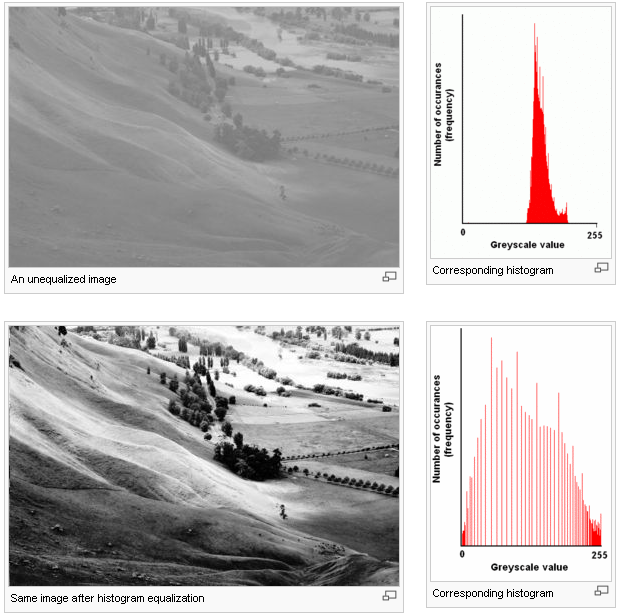 Number of occurances
(frequency)
0
255
Greyscale value
An unequalized image
Corresponding histogram
Number of occurances
(frequency)
0
255
Greyscale value
Same image after histogram equalization
Corresponding histogram